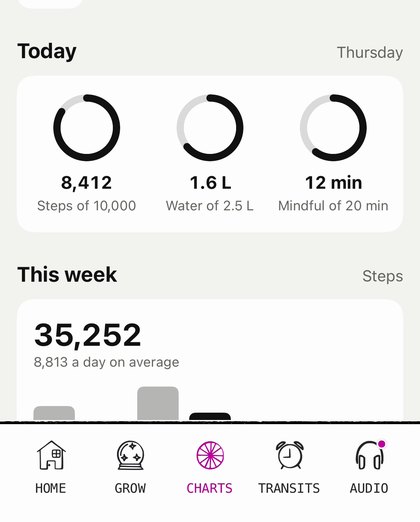 Today
Thursday
8,412
1.6 L
12 min
Steps of 10,000
Water of 2.5 L
Mindful of 20 min
This week
Steps
35,252
8,813 a day on average
HOME
GROW
CHARTS
TRANSITS
AUDIO